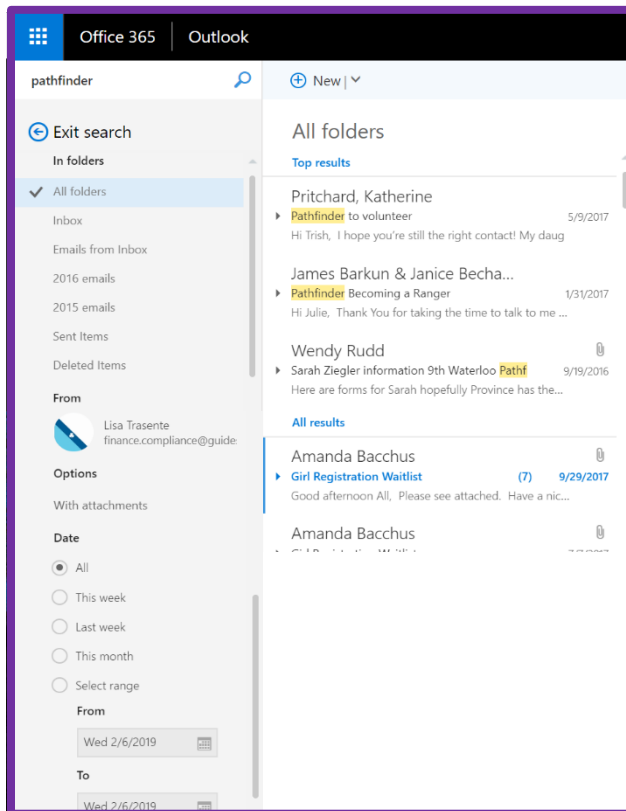 Office 365 Outlook
pathfinder
New
Exit search
In folders
All folders
Inbox
Emails from Inbox
2016 emails
2015 emails
Sent Items
Deleted Items
From
Lisa Trasente
finance.compliance@guide
Options
With attachments
Date
All
This week
Last week
This month
Select range
From
Wed 2/6/2019
To
Wed 2/6/2019
All folders
Top results
Pritchard, Katherine
Pathfinder to volunteer 5/9/2017
Hi Trish, I hope you're still the right contact! My daug
James Barkun & Janice Becha...
Pathfinder Becoming a Ranger 1/31/2017
Hi Julie, Thank You for taking the time to talk to me ...
Wendy Rudd
Sarah Ziegler information 9th Waterloo Pathf 9/19/2016
Here are forms for Sarah hopefully Province has the...
All results
Amanda Bacchus
Girl Registration Waitlist (7) 9/29/2017
Good afternoon All, Please see attached. Have a nic...
Amanda Bacchus